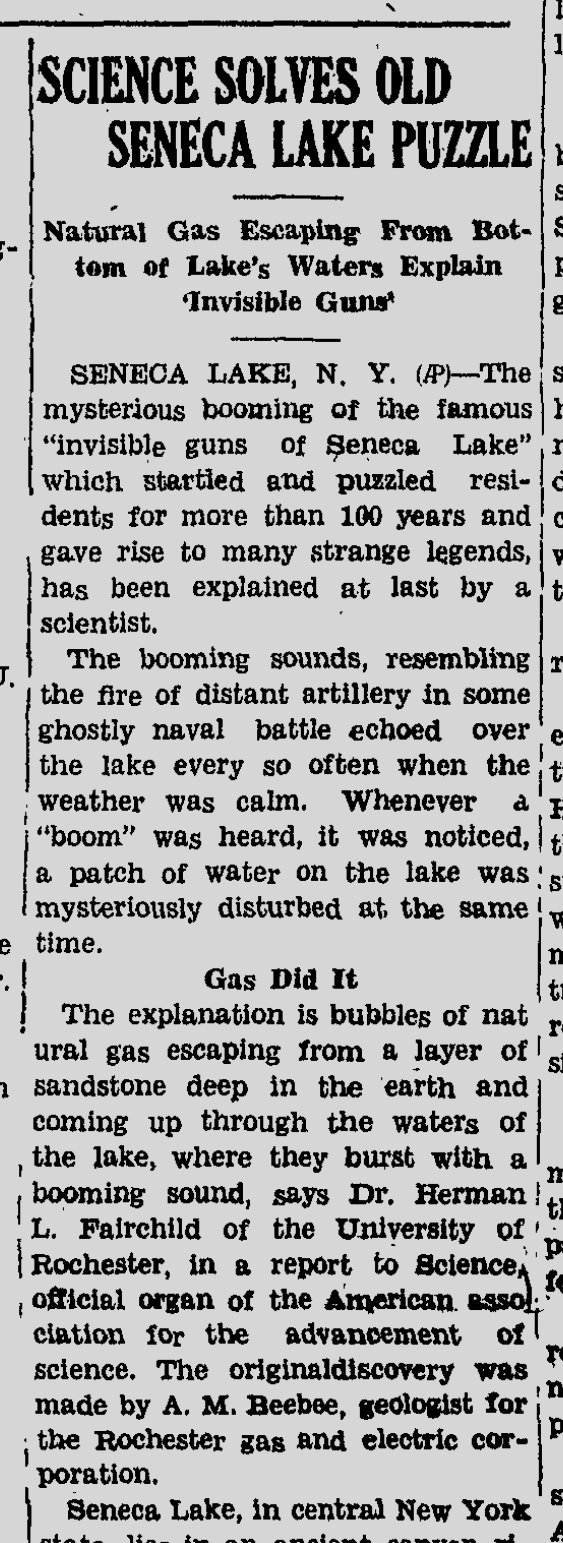 SCIENCE SOLVES OLD
SENECA LAKE PUZZLE
Natural Gas Escaping From Bot-
tom of Lake's Waters Explain
'Invisible Guns'
SENECA LAKE, N. Y. (AP)—The
mysterious booming of the famous
"invisible guns of Seneca Lake"
which startled and puzzled resi-
dents for more than 100 years and
gave rise to many strange legends,
has been explained at last by a
scientist.
The booming sounds, resembling
the fire of distant artillery in some
ghostly naval battle echoed over
the lake every so often when the
weather was calm. Whenever a
"boom" was heard, it was noticed,
a patch of water on the lake was
mysteriously disturbed at the same
time.
Gas Did It
The explanation is bubbles of nat
ural gas escaping from a layer of
sandstone deep in the earth and
coming up through the waters of
the lake, where they burst with a
booming sound, says Dr. Herman
L. Fairchild of the University of
Rochester, in a report to Science,
official organ of the American asso
ciation for the advancement of
science. The originaldiscovery was
made by A. M. Beebee, geologist for
the Rochester gas and electric cor-
poration.
Seneca Lake, in central New York